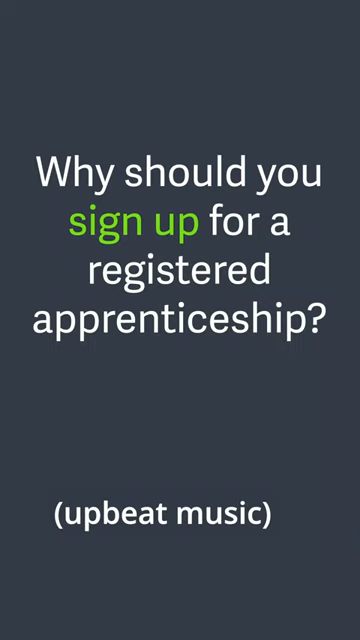 Why should you
sign up for a
registered
apprenticeship?
(upbeat music)